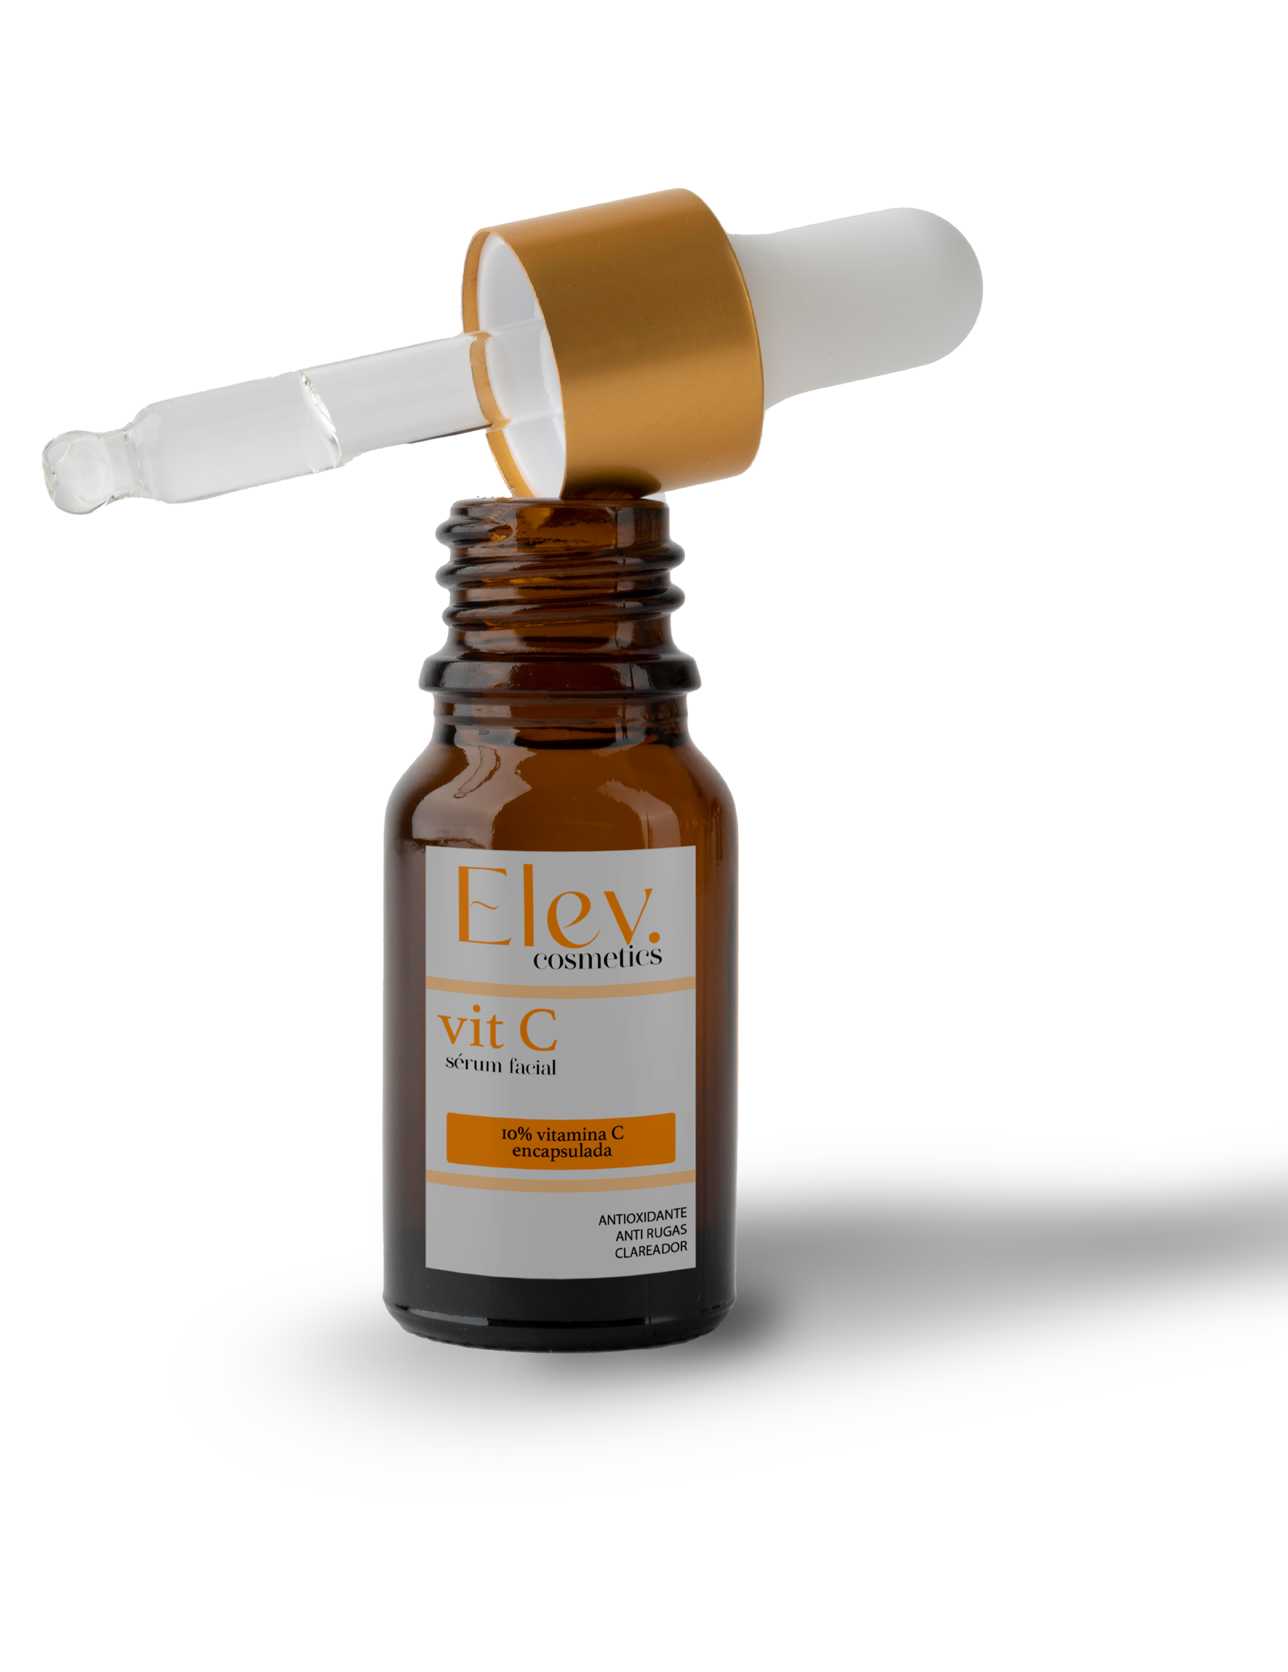 Elev.
cosmetics
vit C
sérum facial
10% vitamina C
encapsulada
ANTIOXIDANTE
ANTI RUGAS
CLAREADOR